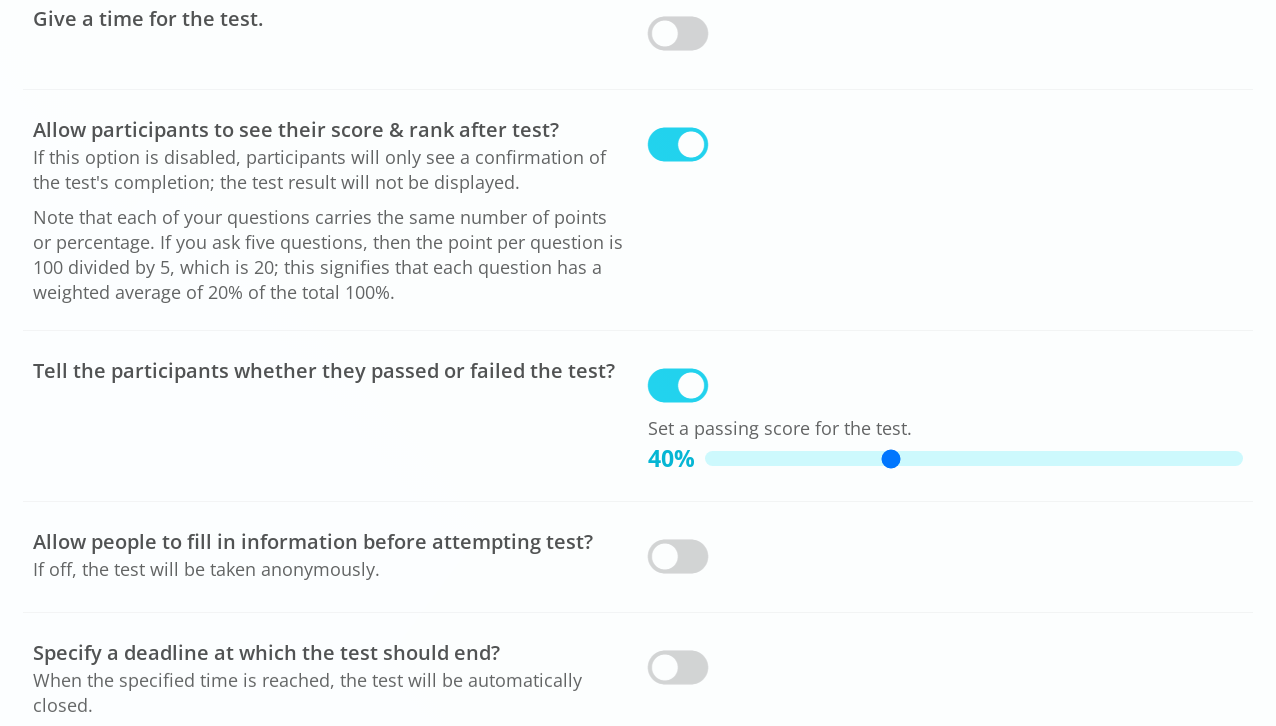 Give a time for the test.
Allow participants to see their score & rank after test?
If this option is disabled, participants will only see a confirmation of
the test's completion; the test result will not be displayed.
Note that each of your questions carries the same number of points
or percentage. If you ask five questions, then the point per question is
100 divided by 5, which is 20; this signifies that each question has a
weighted average of 20% of the total 100%.
Tell the participants whether they passed or failed the test?
Set a passing score for the test.
40%
Allow people to fill in information before attempting test?
If off, the test will be taken anonymously.
Specify a deadline at which the test should end?
When the specified time is reached, the test will be automatically
closed.